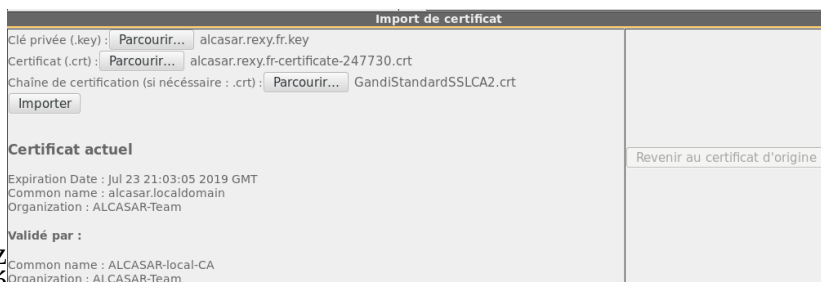 Import de certificat
Clé privée (.key) : Parcourir... alcasar.rexy.fr.key
Certificat (.crt) : Parcourir... alcasar.rexy.fr-certificate-247730.crt
Chaîne de certification (si nécéssaire : .crt) : Parcourir... GandiStandardSSLCA2.crt
Importer
Certificat actuel
Revenir au certificat d'origine
Expiration Date : Jul 23 21:03:05 2019 GMT
Common name : alcasar.localdomain
Organization : ALCASAR-Team
Validé par :
Common name : ALCASAR-local-CA
Organization : ALCASAR-Team